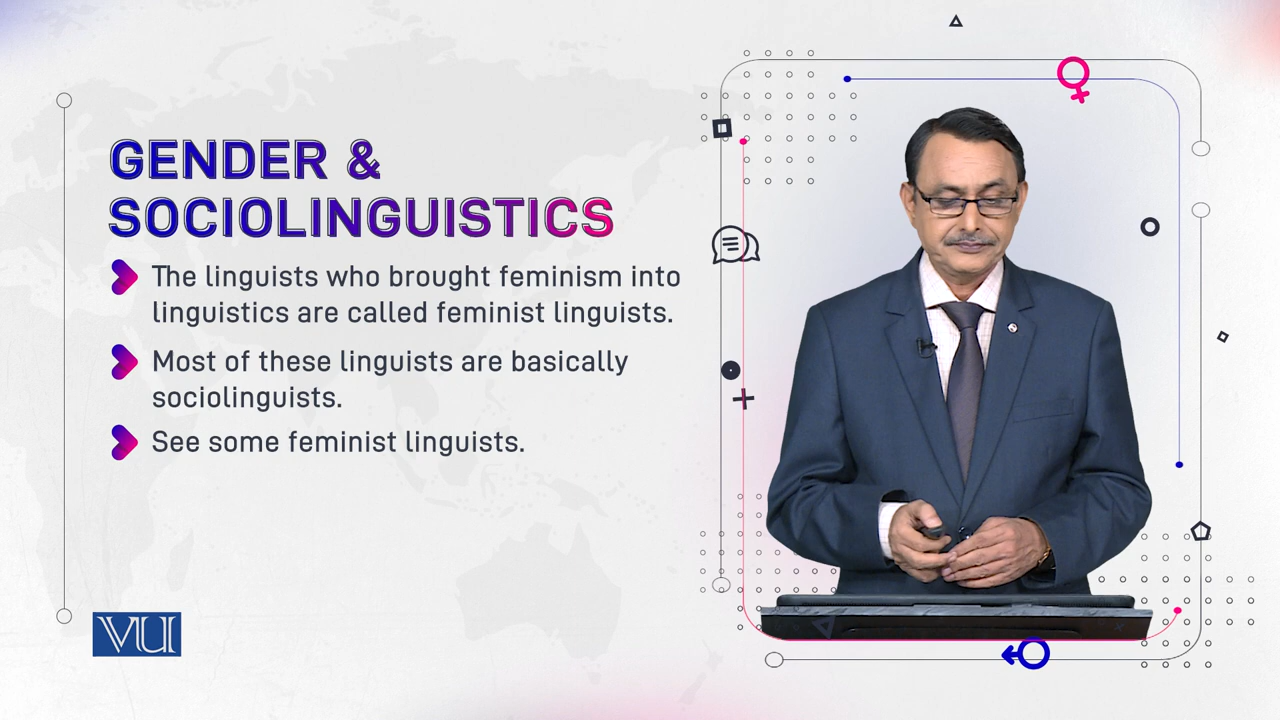 GENDER &
SOCIOLINGUISTICS
The linguists who brought feminism into
linguistics are called feminist linguists.
Most of these linguists are basically
sociolinguists.
See some feminist linguists.
VU